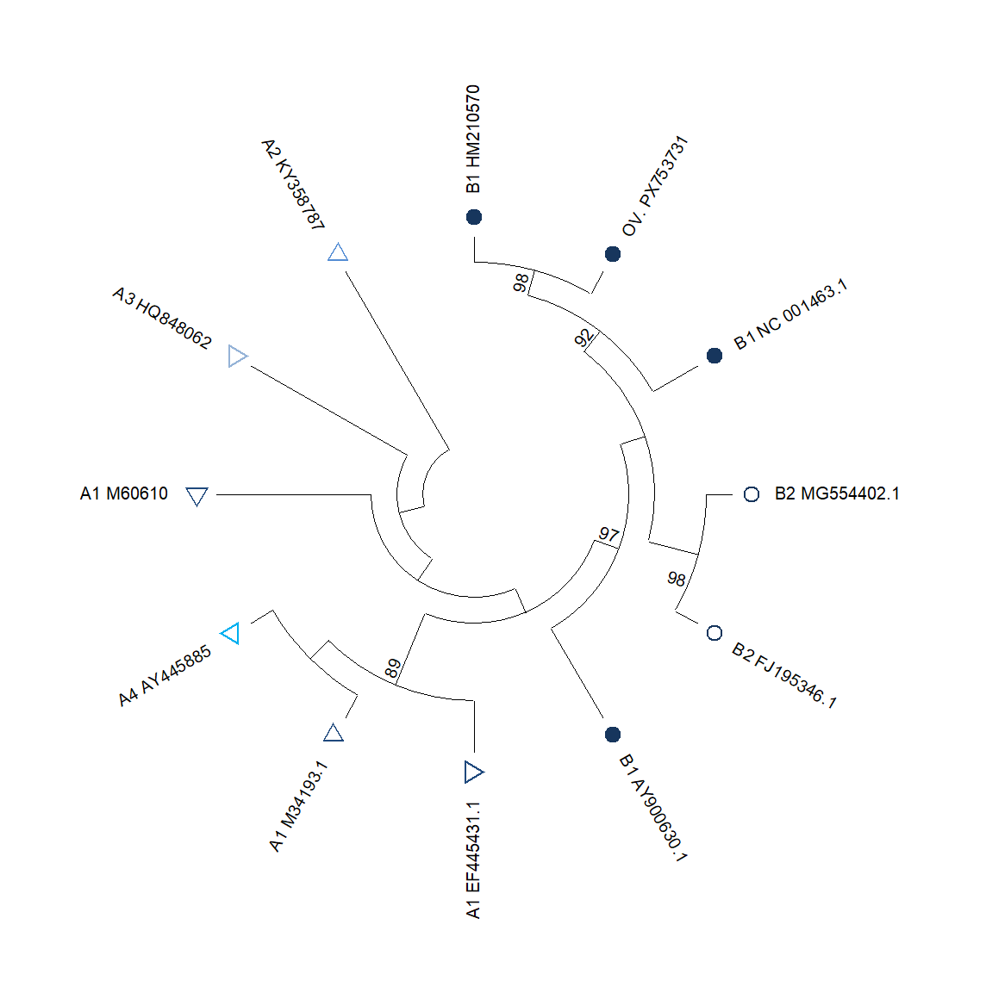 B1 HM210570
OV. PX753731
B1 NC 001463.1
B2 MG554402.1
B2 FJ195346.1
B1 AY900630.1
A1 EF445431.1
A1 M34193.1
A4 AY445885
A1 M60610
A3 HQ848062
A2 KY358787
98
92
98
97
89